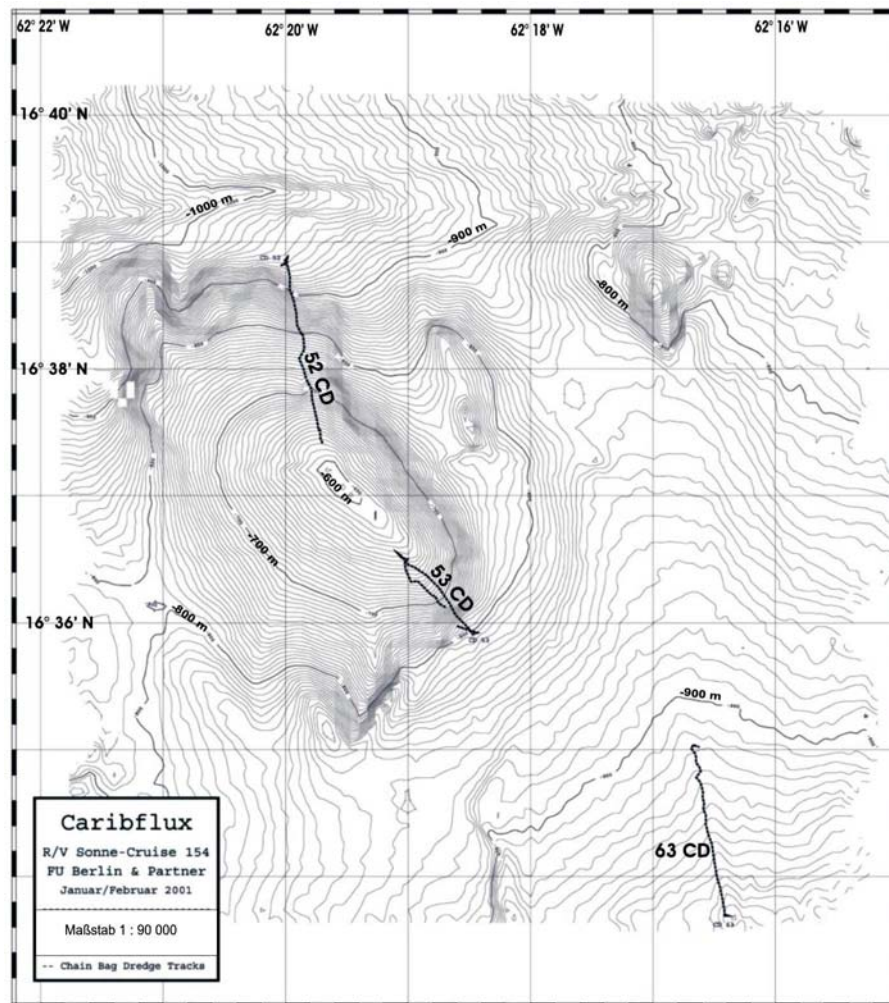 62° 22' W
62° 20' W
62° 18' W
62° 16' W
16° 40' N
-1000 m
-900 m
-800 m
16° 38' N
52 CD
-600 m
-700 m
53 CD
16° 36' N
-800 m
-900 m
63 CD
Caribflux
R/V Sonne-Cruise 154
FU Berlin & Partner
Januar/Februar 2001
Maßstab 1 : 90 000
-- Chain Bag Dredge Tracks